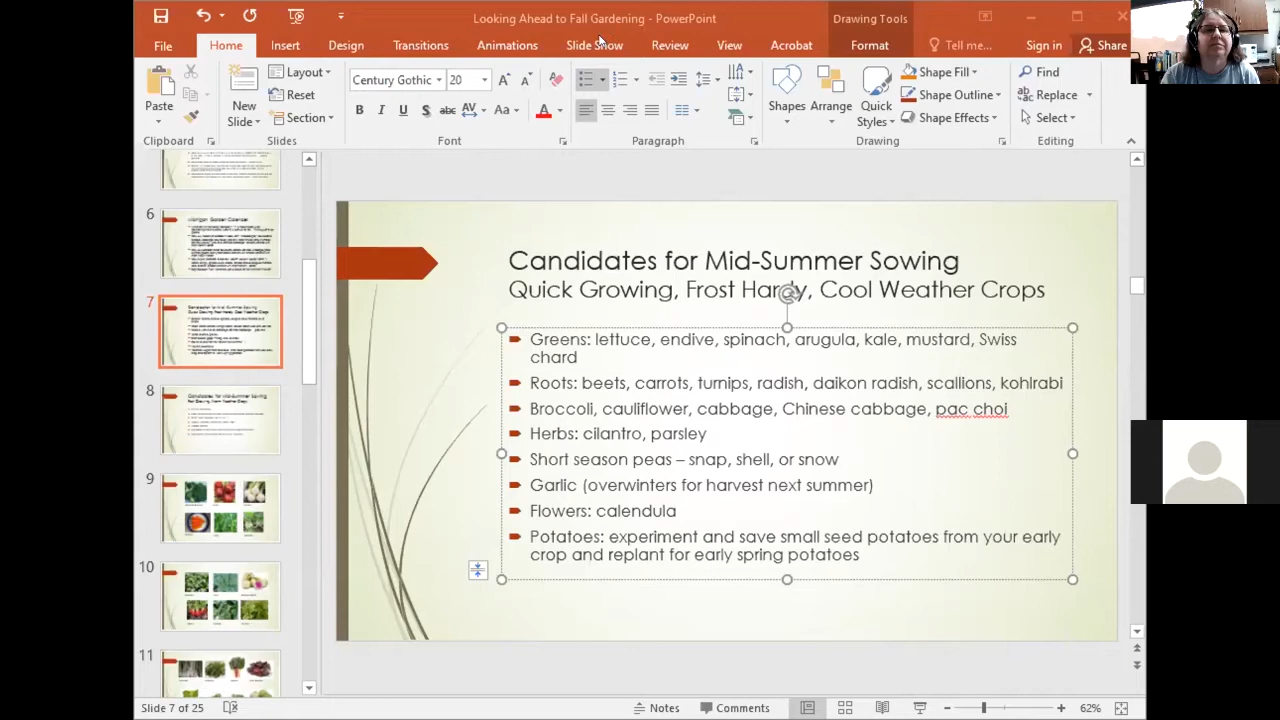 Looking Ahead to Fall Gardening - PowerPoint
Drawing Tools
File Home Insert Design Transitions Animations Slide Show Review View Acrobat Format Tell me... Sign in Share
Paste
Clipboard
New
Slide
Layout
Reset
Section
Slides
Century Gothic 20
B I U S abc AV Aa A
Font
Paragraph
Shapes Arrange Quick
Styles
Shape Fill
Shape Outline
Shape Effects
Drawing
Find
Replace
Select
Editing
6
7
8
9
10
11
Candidates for Mid-Summer Sowing
Quick Growing, Frost Hardy, Cool Weather Crops
Greens: lettuce, endive, spinach, arugula, kale, mustard, Swiss
chard
Roots: beets, carrots, turnips, radish, daikon radish, scallions, kohlrabi
Broccoli, cauliflower, cabbage, Chinese cabbage, pac choi
Herbs: cilantro, parsley
Short season peas – snap, shell, or snow
Garlic (overwinters for harvest next summer)
Flowers: calendula
Potatoes: experiment and save small seed potatoes from your early
crop and replant for early spring potatoes
Slide 7 of 25
Notes
Comments
62%